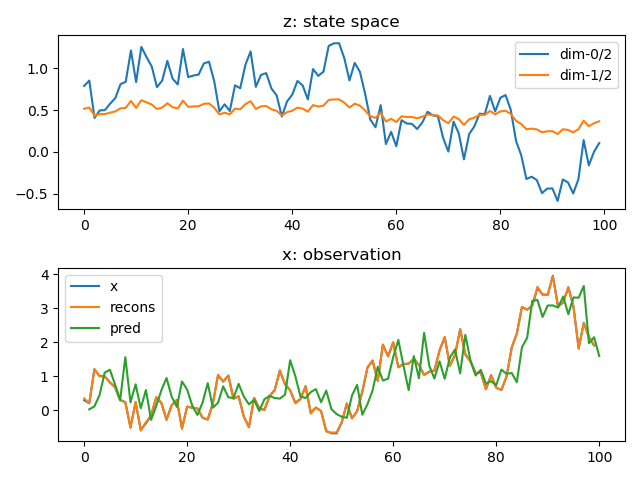 z: state space
dim-0/2
dim-1/2
1.0
0.5
0.0
−0.5
0 20 40 60 80 100
x: observation
x
recons
pred
4
3
2
1
0
0 20 40 60 80 100